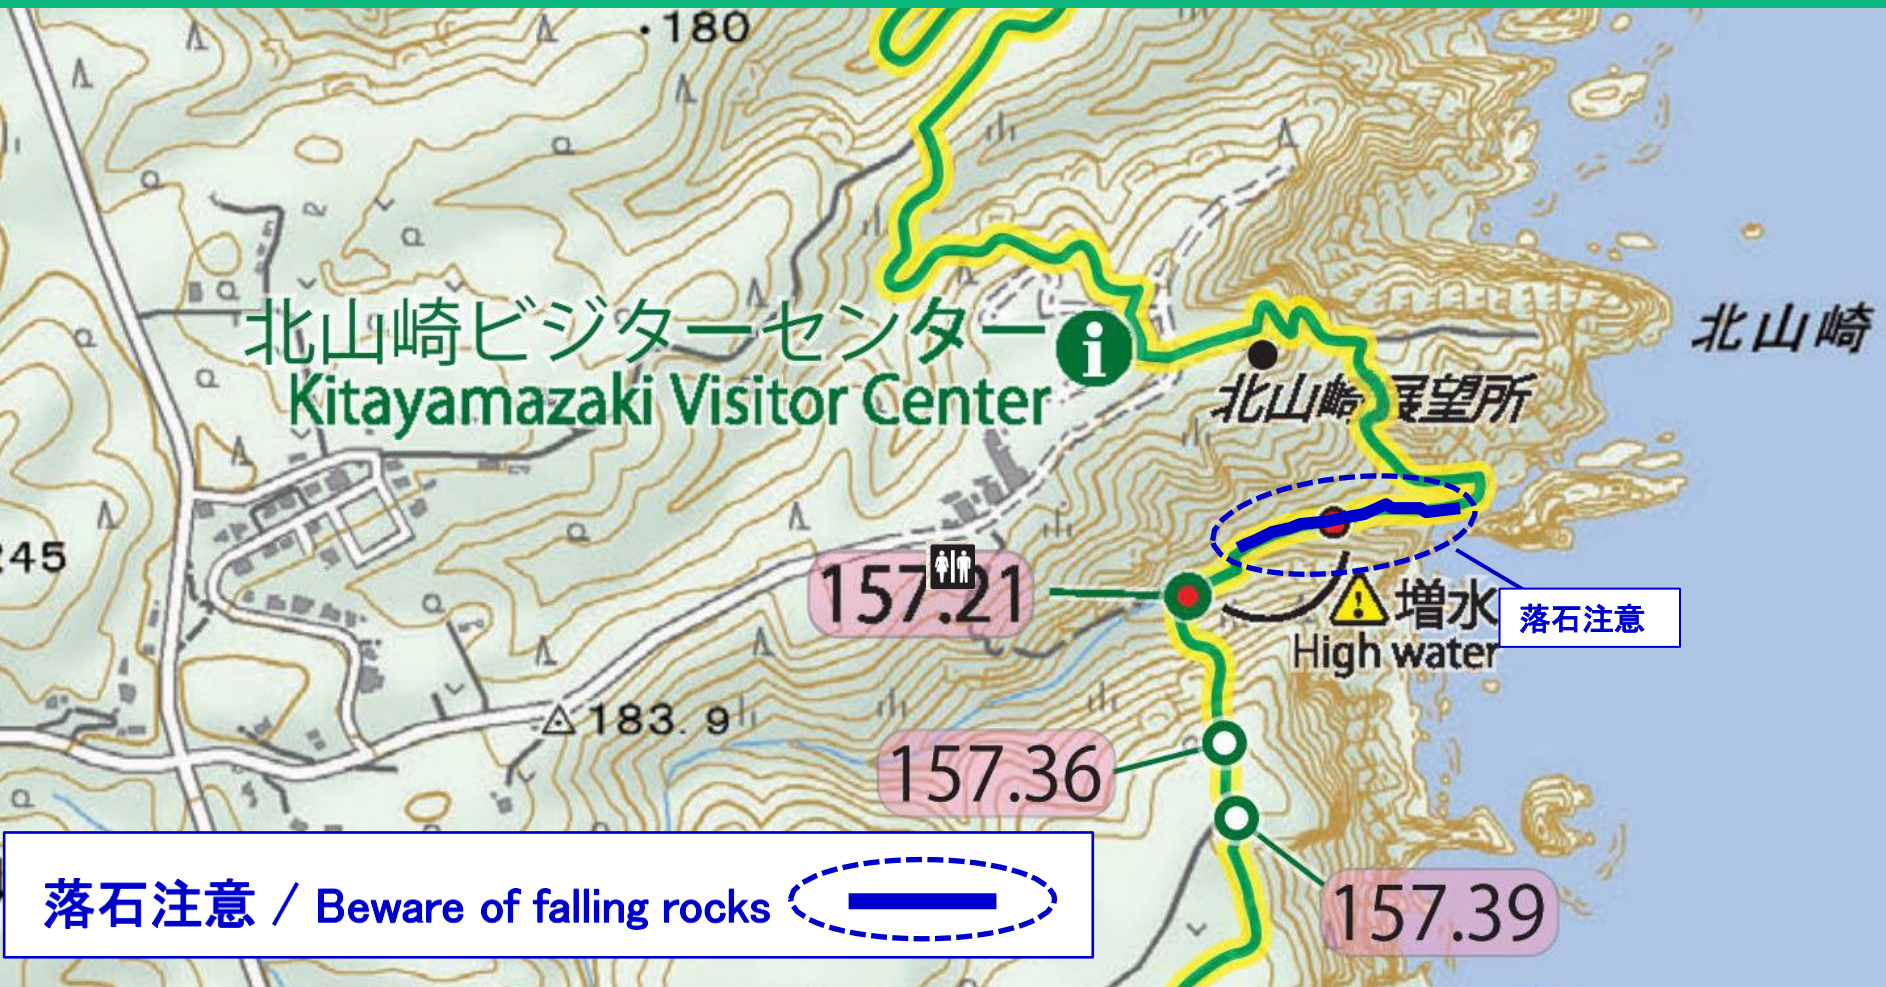 ・180
北山崎ビジターセンター
Kitayamazaki Visitor Center
北山崎
北山崎展望所
245
157.21
増水
High water
落石注意
183.9
157.36
157.39
落石注意 / Beware of falling rocks